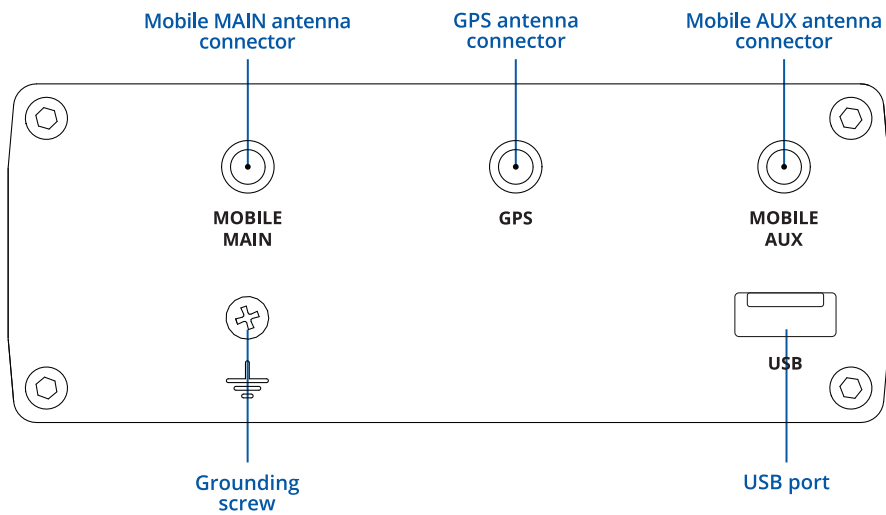 Mobile MAIN antenna
connector
GPS antenna
connector
Mobile AUX antenna
connector
MOBILE
MAIN
GPS
MOBILE
AUX
USB
Grounding
screw
USB port